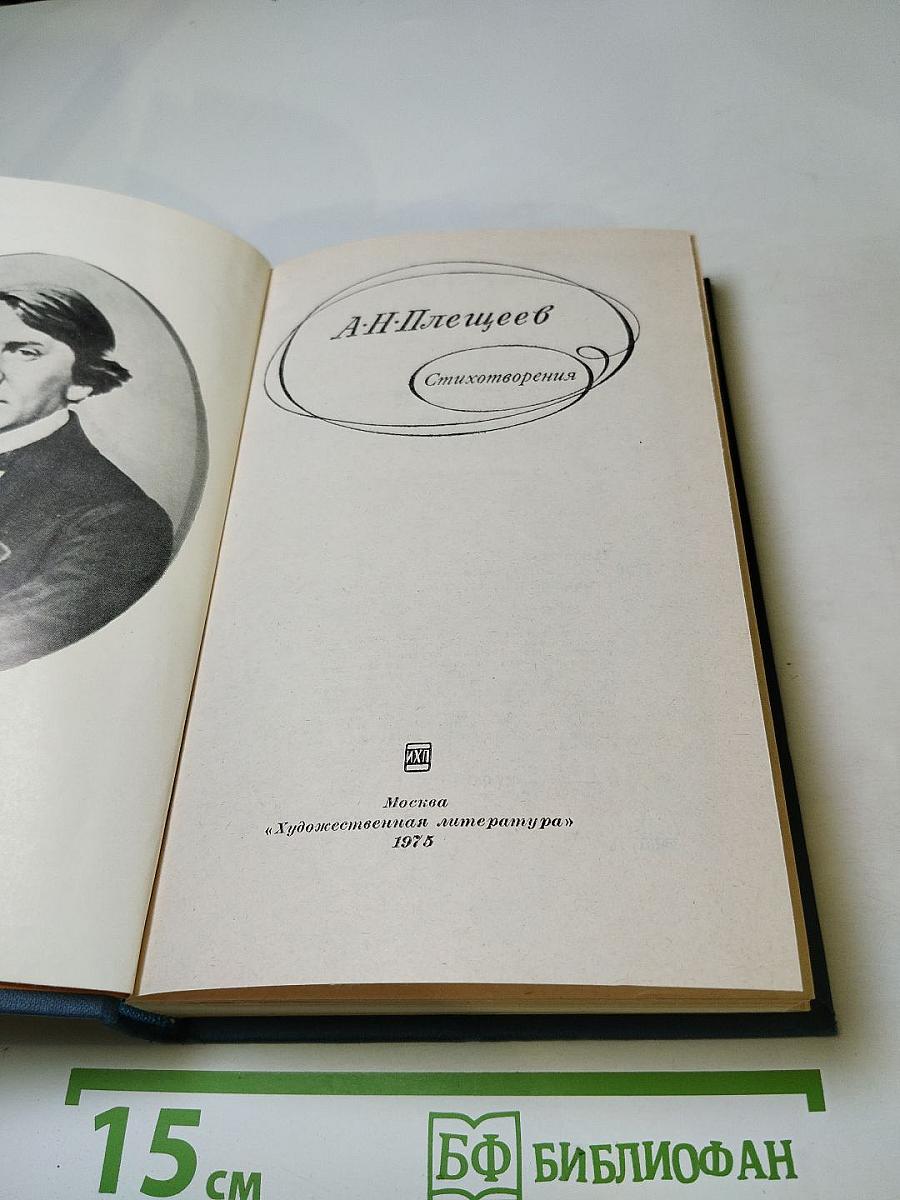 А·Н·Плещеев
Стихотворения
ИХЛ
Москва
«Художественная литература»
1975
15 см
БФ БИБЛИОФАН